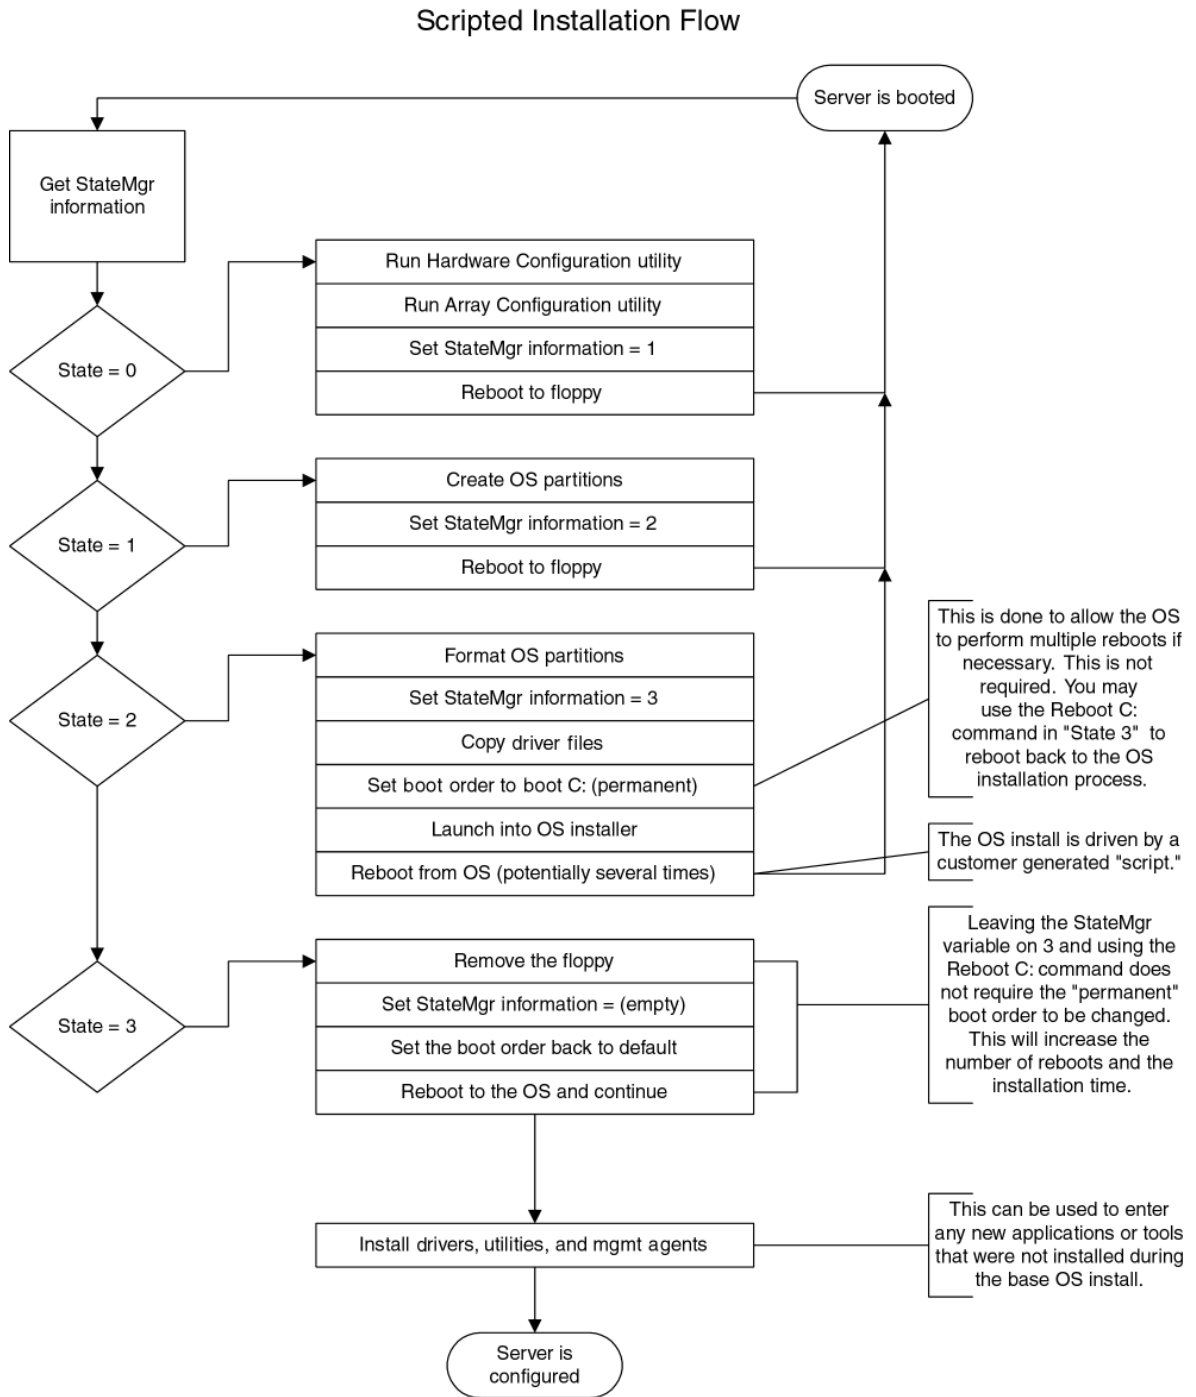 Scripted Installation Flow
Server is booted
Get StateMgr
information
State = 0
Run Hardware Configuration utility
Run Array Configuration utility
Set StateMgr information = 1
Reboot to floppy
State = 1
Create OS partitions
Set StateMgr information = 2
Reboot to floppy
State = 2
Format OS partitions
Set StateMgr information = 3
Copy driver files
Set boot order to boot C: (permanent)
Launch into OS installer
Reboot from OS (potentially several times)
This is done to allow the OS
to perform multiple reboots if
necessary. This is not
required. You may
use the Reboot C:
command in "State 3" to
reboot back to the OS
installation process.
The OS install is driven by a
customer generated "script."
State = 3
Remove the floppy
Set StateMgr information = (empty)
Set the boot order back to default
Reboot to the OS and continue
Leaving the StateMgr
variable on 3 and using the
Reboot C: command does
not require the "permanent"
boot order to be changed.
This will increase the
number of reboots and the
installation time.
Install drivers, utilities, and mgmt agents
This can be used to enter
any new applications or tools
that were not installed during
the base OS install.
Server is
configured